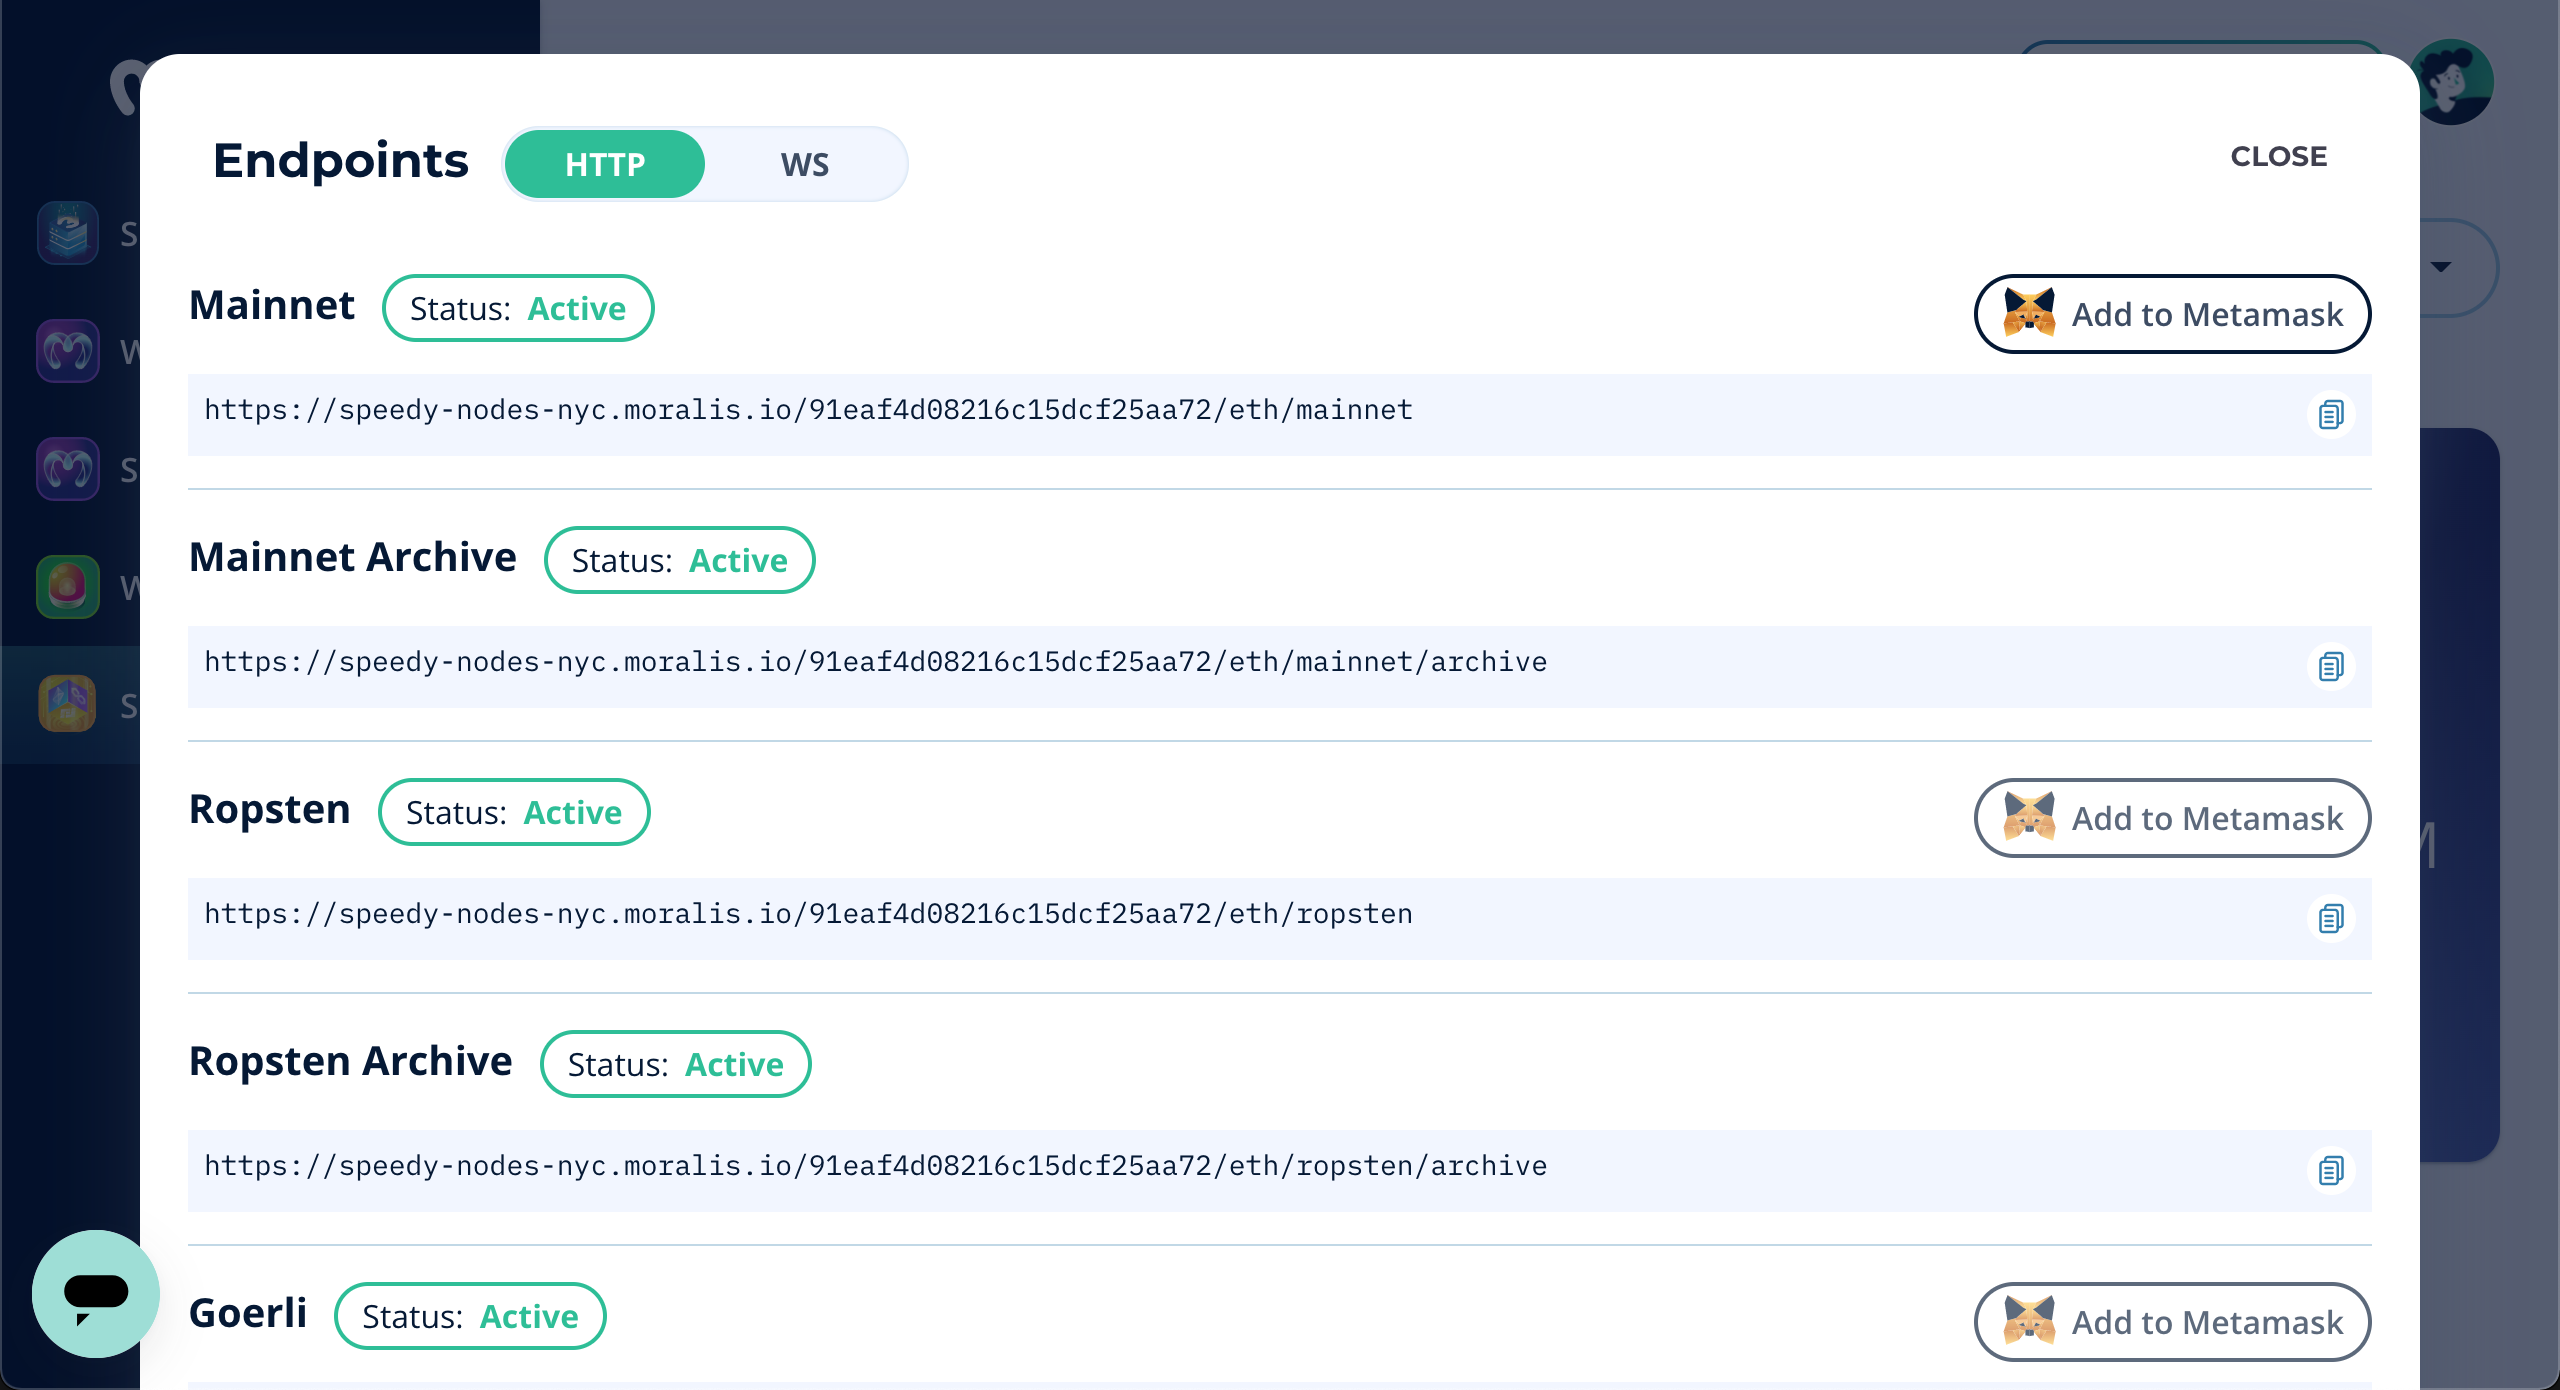 Endpoints HTTP WS CLOSE
Mainnet Status: Active Add to Metamask
https://speedy-nodes-nyc.moralis.io/91eaf4d08216c15dcf25aa72/eth/mainnet
Mainnet Archive Status: Active
https://speedy-nodes-nyc.moralis.io/91eaf4d08216c15dcf25aa72/eth/mainnet/archive
Ropsten Status: Active Add to Metamask
https://speedy-nodes-nyc.moralis.io/91eaf4d08216c15dcf25aa72/eth/ropsten
Ropsten Archive Status: Active
https://speedy-nodes-nyc.moralis.io/91eaf4d08216c15dcf25aa72/eth/ropsten/archive
Goerli Status: Active Add to Metamask